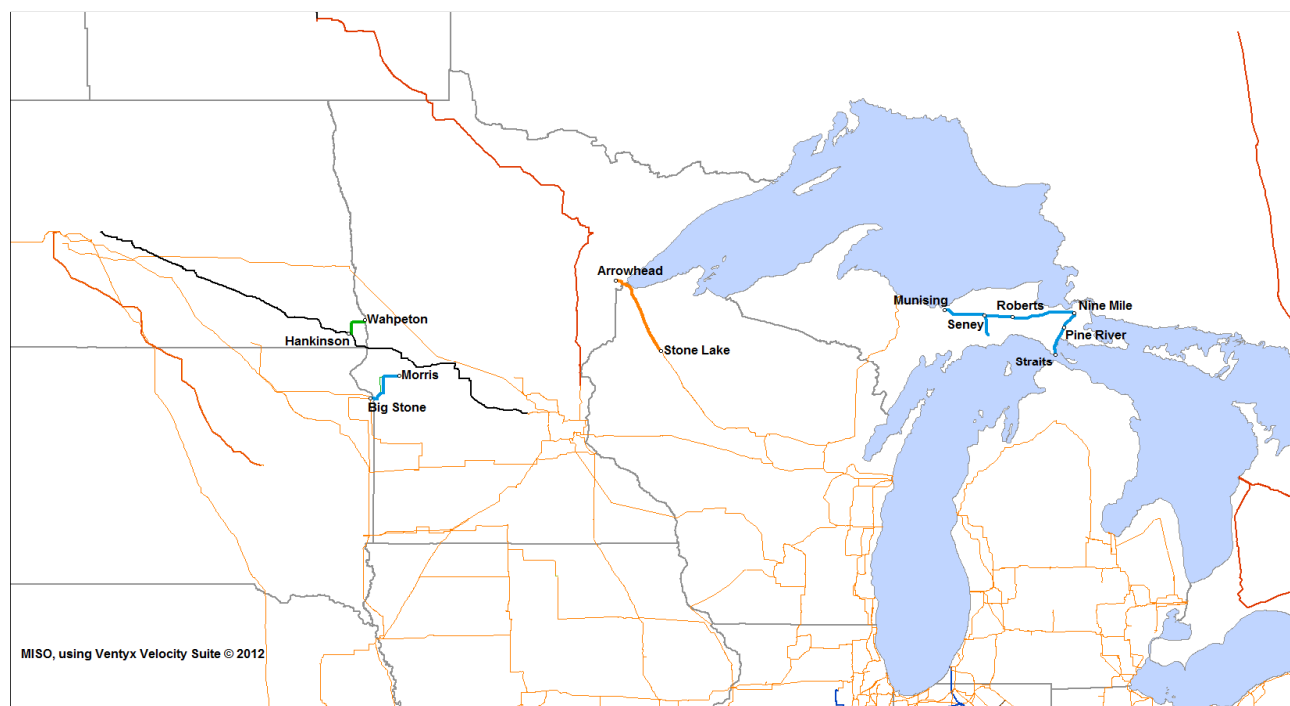 Arrowhead
Munising
Roberts
Nine Mile
Wahpeton
Seney
Pine River
Hankinson
Stone Lake
Straits
Morris
Big Stone
MISO, using Ventyx Velocity Suite © 2012